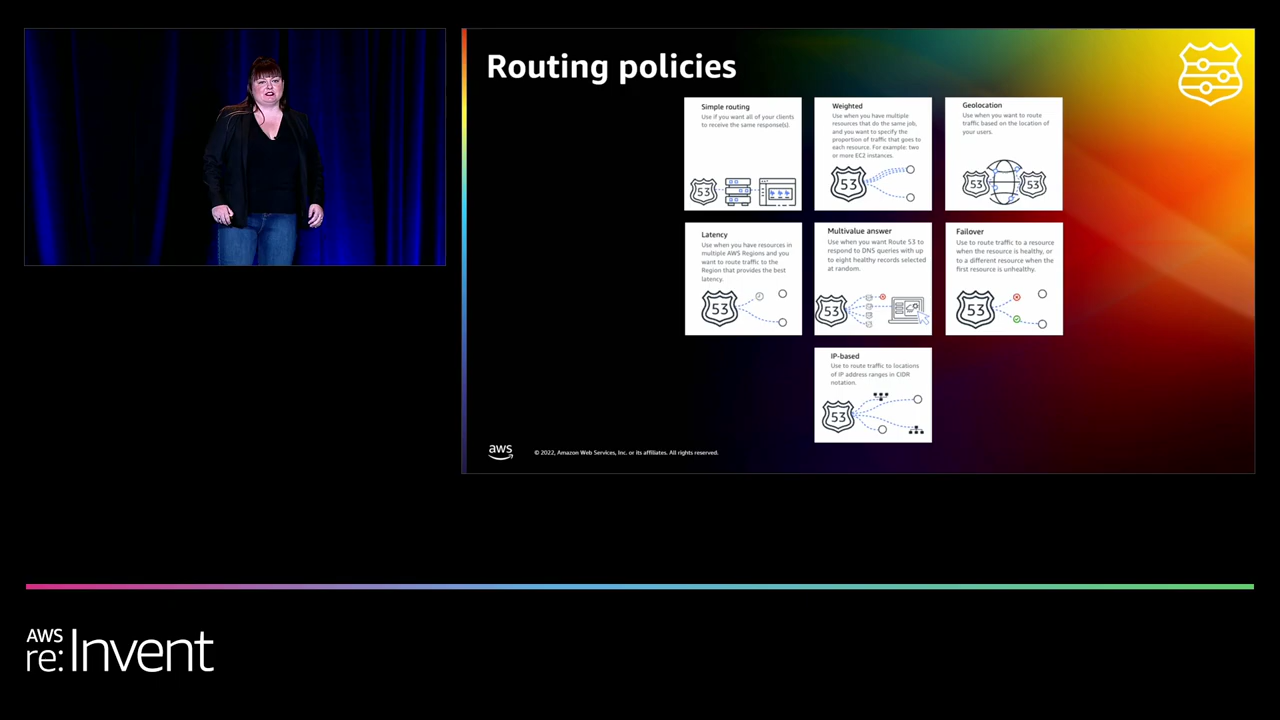 Routing policies
Simple routing
Use if you want all of your clients
to receive the same response(s).
53
Weighted
Use when you have multiple
resources that do the same job,
and you want to specify the
proportion of traffic that goes to
each resource. For example: two
or more EC2 instances.
53
Geolocation
Use when you want to route
traffic based on the location of
your users.
53
53
Latency
Use when you have resources in
multiple AWS Regions and you
want to route traffic to the
Region that provides the best
latency.
53
Multivalue answer
Use when you want Route 53 to
respond to DNS queries with up
to eight healthy records selected
at random.
53
Failover
Use to route traffic to a resource
when the resource is healthy, or
to a different resource when the
first resource is unhealthy.
53
IP-based
Use to route traffic to locations
of IP address ranges in CIDR
notation.
53
aws
© 2022, Amazon Web Services, Inc. or its affiliates. All rights reserved.
AWS
re:Invent